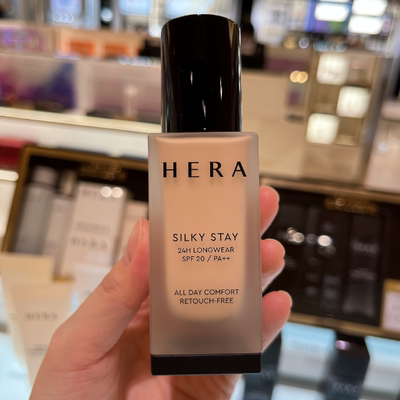 HERA
SILKY STAY
24H LONGWEAR
SPF 20 / PA++
ALL DAY COMFORT
RETOUCH-FREE